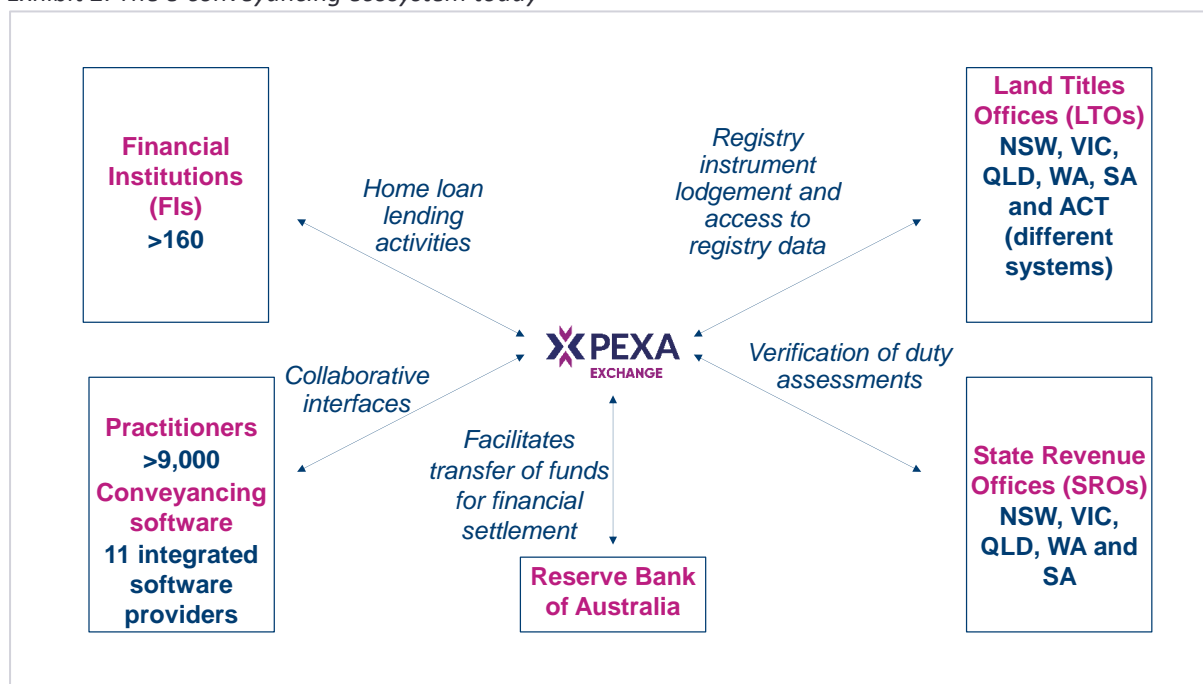 Financial
Institutions
(FIs)
>160
Home loan
lending
activities
Registry
instrument
lodgement and
access to
registry data
Land Titles
Offices (LTOs)
NSW, VIC,
QLD, WA, SA
and ACT
(different
systems)
PEXA
EXCHANGE
Practitioners
>9,000
Conveyancing
software
11 integrated
software
providers
Collaborative
interfaces
Facilitates
transfer of funds
for financial
settlement
Reserve Bank
of Australia
Verification of duty
assessments
State Revenue
Offices (SROs)
NSW, VIC,
QLD, WA and
SA